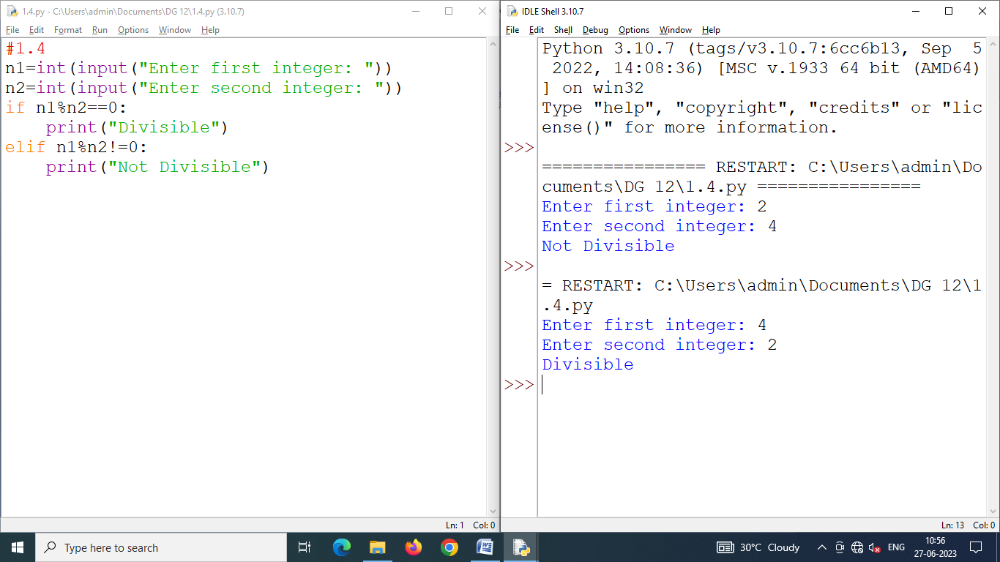 1.4.py - C:\Users\admin\Documents\DG 12\1.4.py (3.10.7)
File Edit Format Run Options Window Help
#1.4
n1=int(input("Enter first integer: "))
n2=int(input("Enter second integer: "))
if n1%n2==0:
    print("Divisible")
elif n1%n2!=0:
    print("Not Divisible")
Ln: 1 Col: 0
IDLE Shell 3.10.7
File Edit Shell Debug Options Window Help
Python 3.10.7 (tags/v3.10.7:6cc6b13, Sep  5
 2022, 14:08:36) [MSC v.1933 64 bit (AMD64)
] on win32
Type "help", "copyright", "credits" or "lic
ense()" for more information.
>>>
================ RESTART: C:\Users\admin\Do
cuments\DG 12\1.4.py ================
Enter first integer: 2
Enter second integer: 4
Not Divisible
>>>
= RESTART: C:\Users\admin\Documents\DG 12\1
.4.py
Enter first integer: 4
Enter second integer: 2
Divisible
>>>
Ln: 13 Col: 0
Type here to search
30°C Cloudy
ENG
10:56
27-06-2023